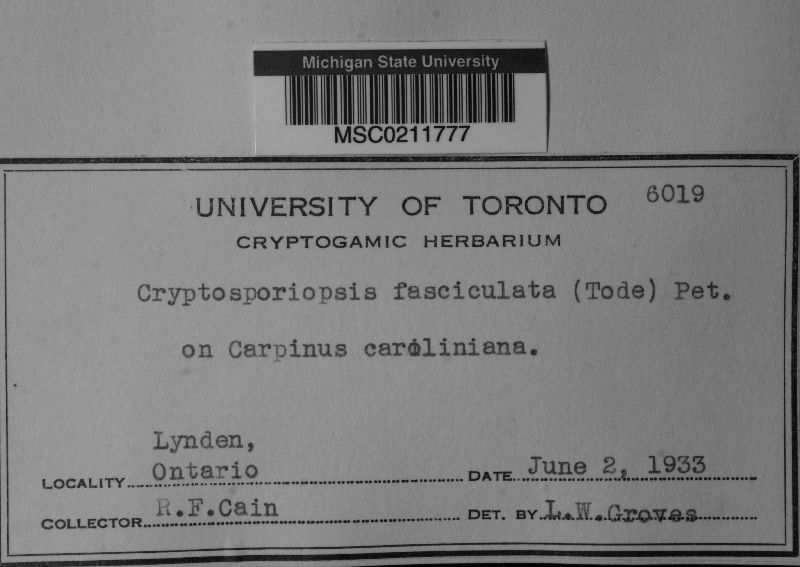 Michigan State University
MSC0211777
UNIVERSITY OF TORONTO 6019
CRYPTOGAMIC HERBARIUM
Cryptosporiopsis fasciculata (Tode) Pet.
on Carpinus caroliniana.
Lynden,
LOCALITY Ontario DATE June 2, 1933
COLLECTOR R.F.Cain DET. BY L.W.Groves